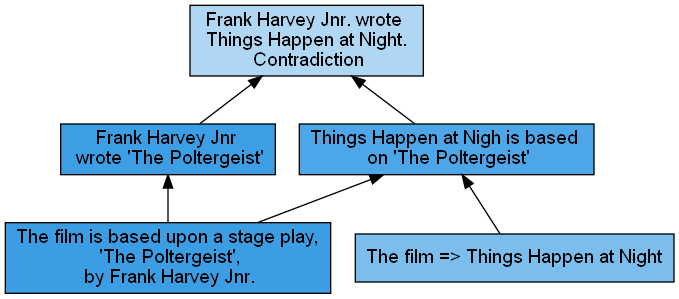 Frank Harvey Jnr. wrote
Things Happen at Night.
Contradiction
Frank Harvey Jnr
wrote 'The Poltergeist'
Things Happen at Nigh is based
on 'The Poltergeist'
The film is based upon a stage play,
'The Poltergeist',
by Frank Harvey Jnr.
The film => Things Happen at Night